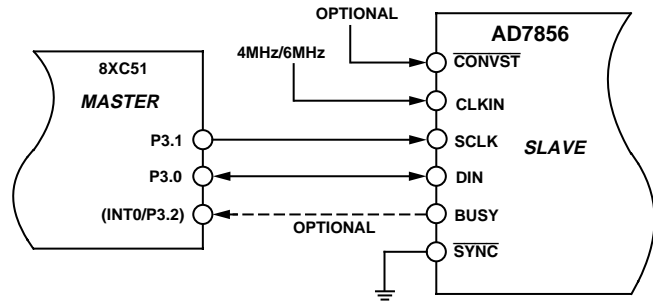 OPTIONAL
AD7856
4MHz/6MHz
CONVST
8XC51
MASTER
CLKIN
P3.1
SCLK
SLAVE
P3.0
DIN
(INT0/P3.2)
BUSY
OPTIONAL
SYNC